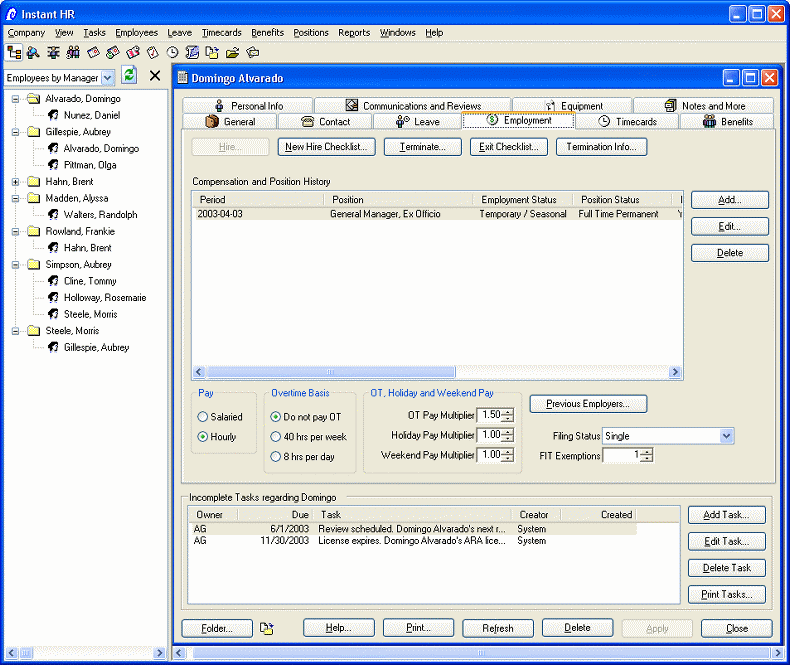 Instant HR
Company View Tasks Employees Leave Timecards Benefits Positions Reports Windows Help
Employees by Manager
Alvarado, Domingo
Nunez, Daniel
Gillespie, Aubrey
Alvarado, Domingo
Pittman, Olga
Hahn, Brent
Madden, Alyssa
Walters, Randolph
Rowland, Frankie
Hahn, Brent
Simpson, Aubrey
Cline, Tommy
Holloway, Rosemarie
Steele, Morris
Steele, Morris
Gillespie, Aubrey
Domingo Alvarado
Personal Info Communications and Reviews Equipment Notes and More
General Contact Leave Employment Timecards Benefits
Hire... New Hire Checklist... Terminate... Exit Checklist... Termination Info...
Compensation and Position History
Period Position Employment Status Position Status
2003-04-03 General Manager, Ex Officio Temporay / Seasonal Full Time Permanent
Add...
Edit...
Delete
Pay
Salaried
Hourly
Overtime Basis
Do not pay OT
40 hrs per week
8 hrs per day
OT, Holiday and Weekend Pay
OT Pay Multiplier 1.50
Holiday Pay Multiplier 1.00
Weekend Pay Multiplier 1.00
Previous Employers...
Filing Status Single
FIT Exemptions 1
Incomplete Tasks regarding Domingo
Owner Due Task Creator Created
AG 6/1/2003 Review scheduled. Domingo Alvarado's next r... System
AG 11/30/2003 License expires. Domingo Alvarado's ARA lice... System
Add Task...
Edit Task...
Delete Task
Print Tasks...
Folder... Help... Print... Refresh Delete Apply Close